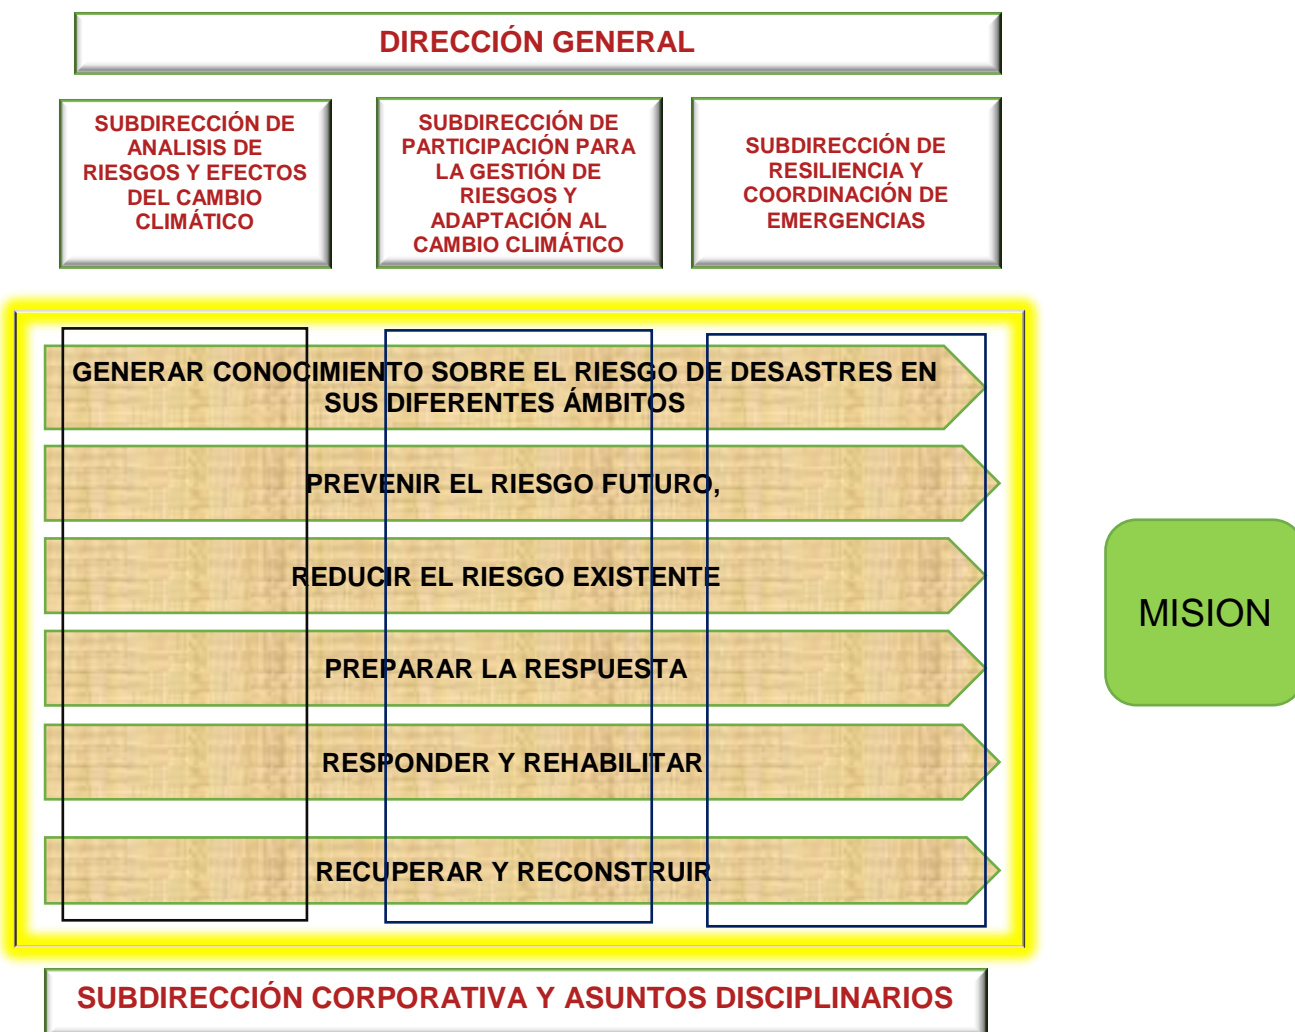 DIRECCIÓN GENERAL
SUBDIRECCIÓN DE
ANALISIS DE
RIESGOS Y EFECTOS
DEL CAMBIO
CLIMÁTICO
SUBDIRECCIÓN DE
PARTICIPACIÓN PARA
LA GESTIÓN DE
RIESGOS Y
ADAPTACIÓN AL
CAMBIO CLIMÁTICO
SUBDIRECCIÓN DE
RESILIENCIA Y
COORDINACIÓN DE
EMERGENCIAS
GENERAR CONOCIMIENTO SOBRE EL RIESGO DE DESASTRES EN
SUS DIFERENTES ÁMBITOS
PREVENIR EL RIESGO FUTURO,
REDUCIR EL RIESGO EXISTENTE
PREPARAR LA RESPUESTA
RESPONDER Y REHABILITAR
RECUPERAR Y RECONSTRUIR
MISION
SUBDIRECCIÓN CORPORATIVA Y ASUNTOS DISCIPLINARIOS